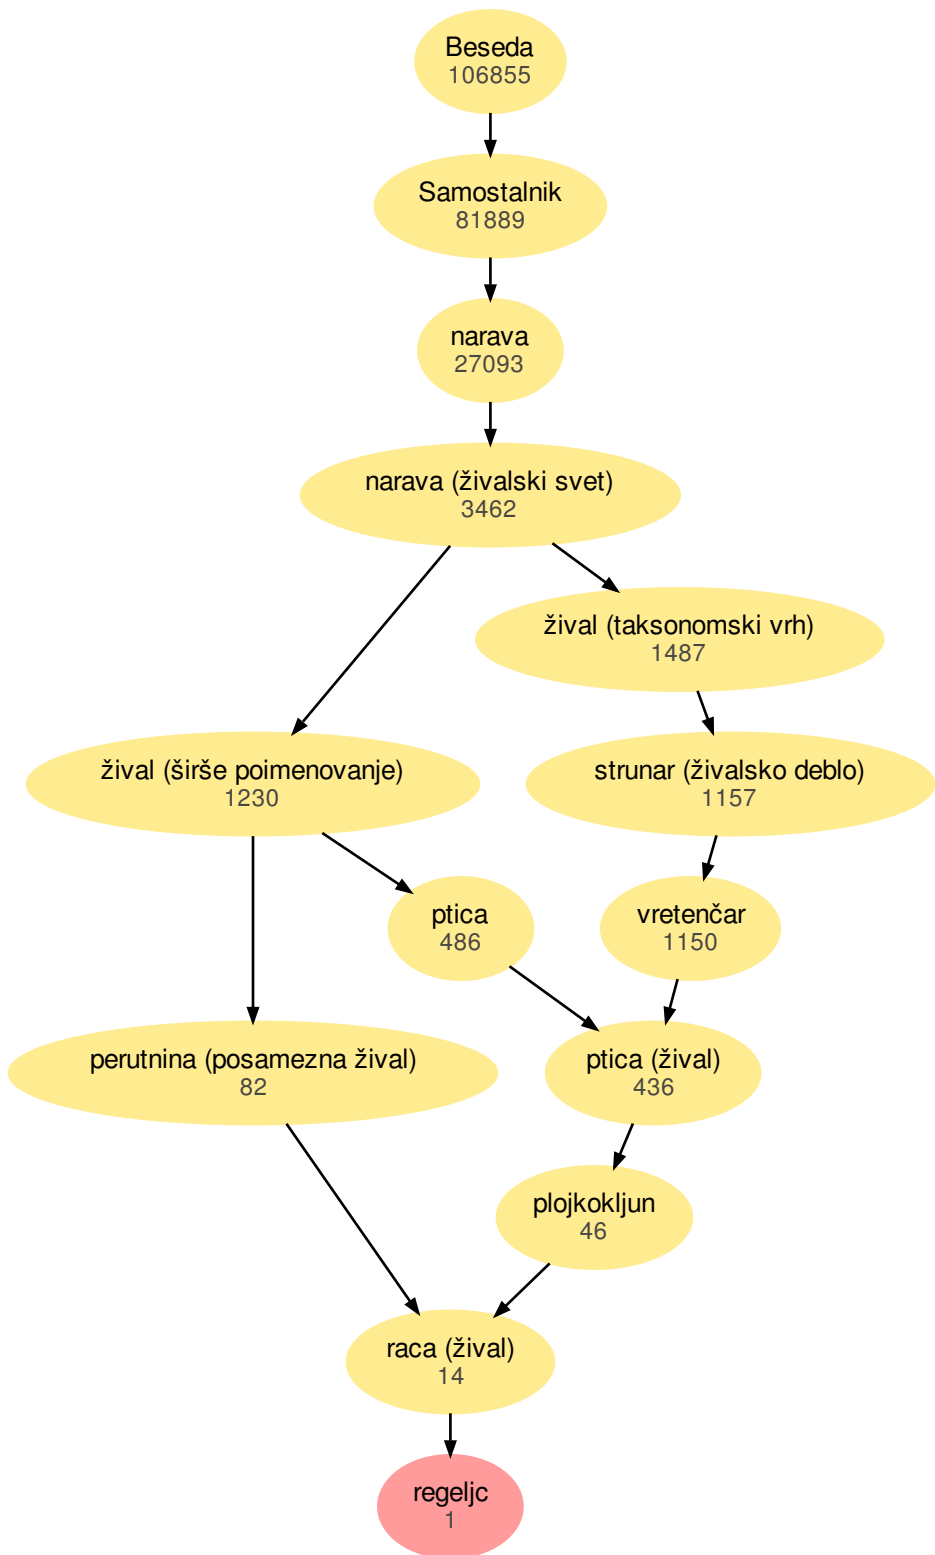 Beseda
106855
Samostalnik
81889
narava
27093
narava (živalski svet)
3462
žival (taksonomski vrh)
1487
žival (širše poimenovanje)
1230
strunar (živalsko deblo)
1157
ptica
486
vretenčar
1150
perutnina (posamezna žival)
82
ptica (žival)
436
plojkokljun
46
raca (žival)
14
regeljc
1